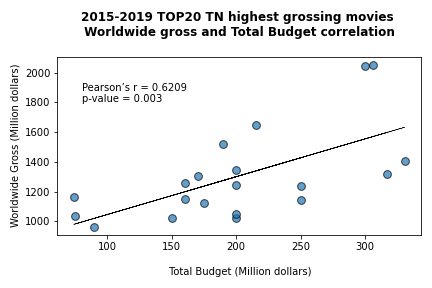 2015-2019 TOP20 TN highest grossing movies
Worldwide gross and Total Budget correlation
Pearson's r = 0.6209
p-value = 0.003
Worldwide Gross (Million dollars)
2000
1800
1600
1400
1200
1000
100
150
200
250
300
Total Budget (Million dollars)